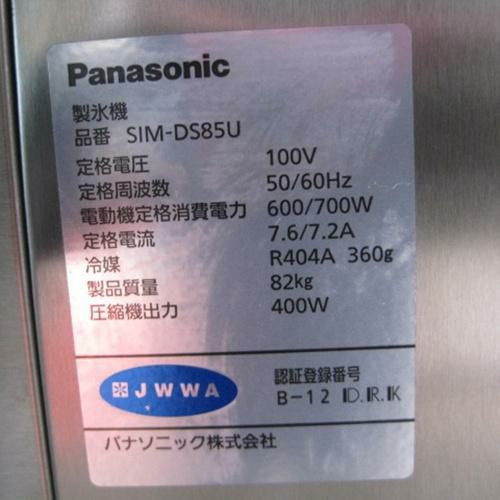 Panasonic
製氷機
品番 SIM-DS85U
定格電圧 100V
定格周波数 50/60Hz
電動機定格消費電力 600/700W
定格電流 7.6/7.2A
冷媒 R404A 360g
製品質量 82kg
圧縮機出力 400W
JWWA 認証登録番号
B-12 D.R.K
パナソニック株式会社